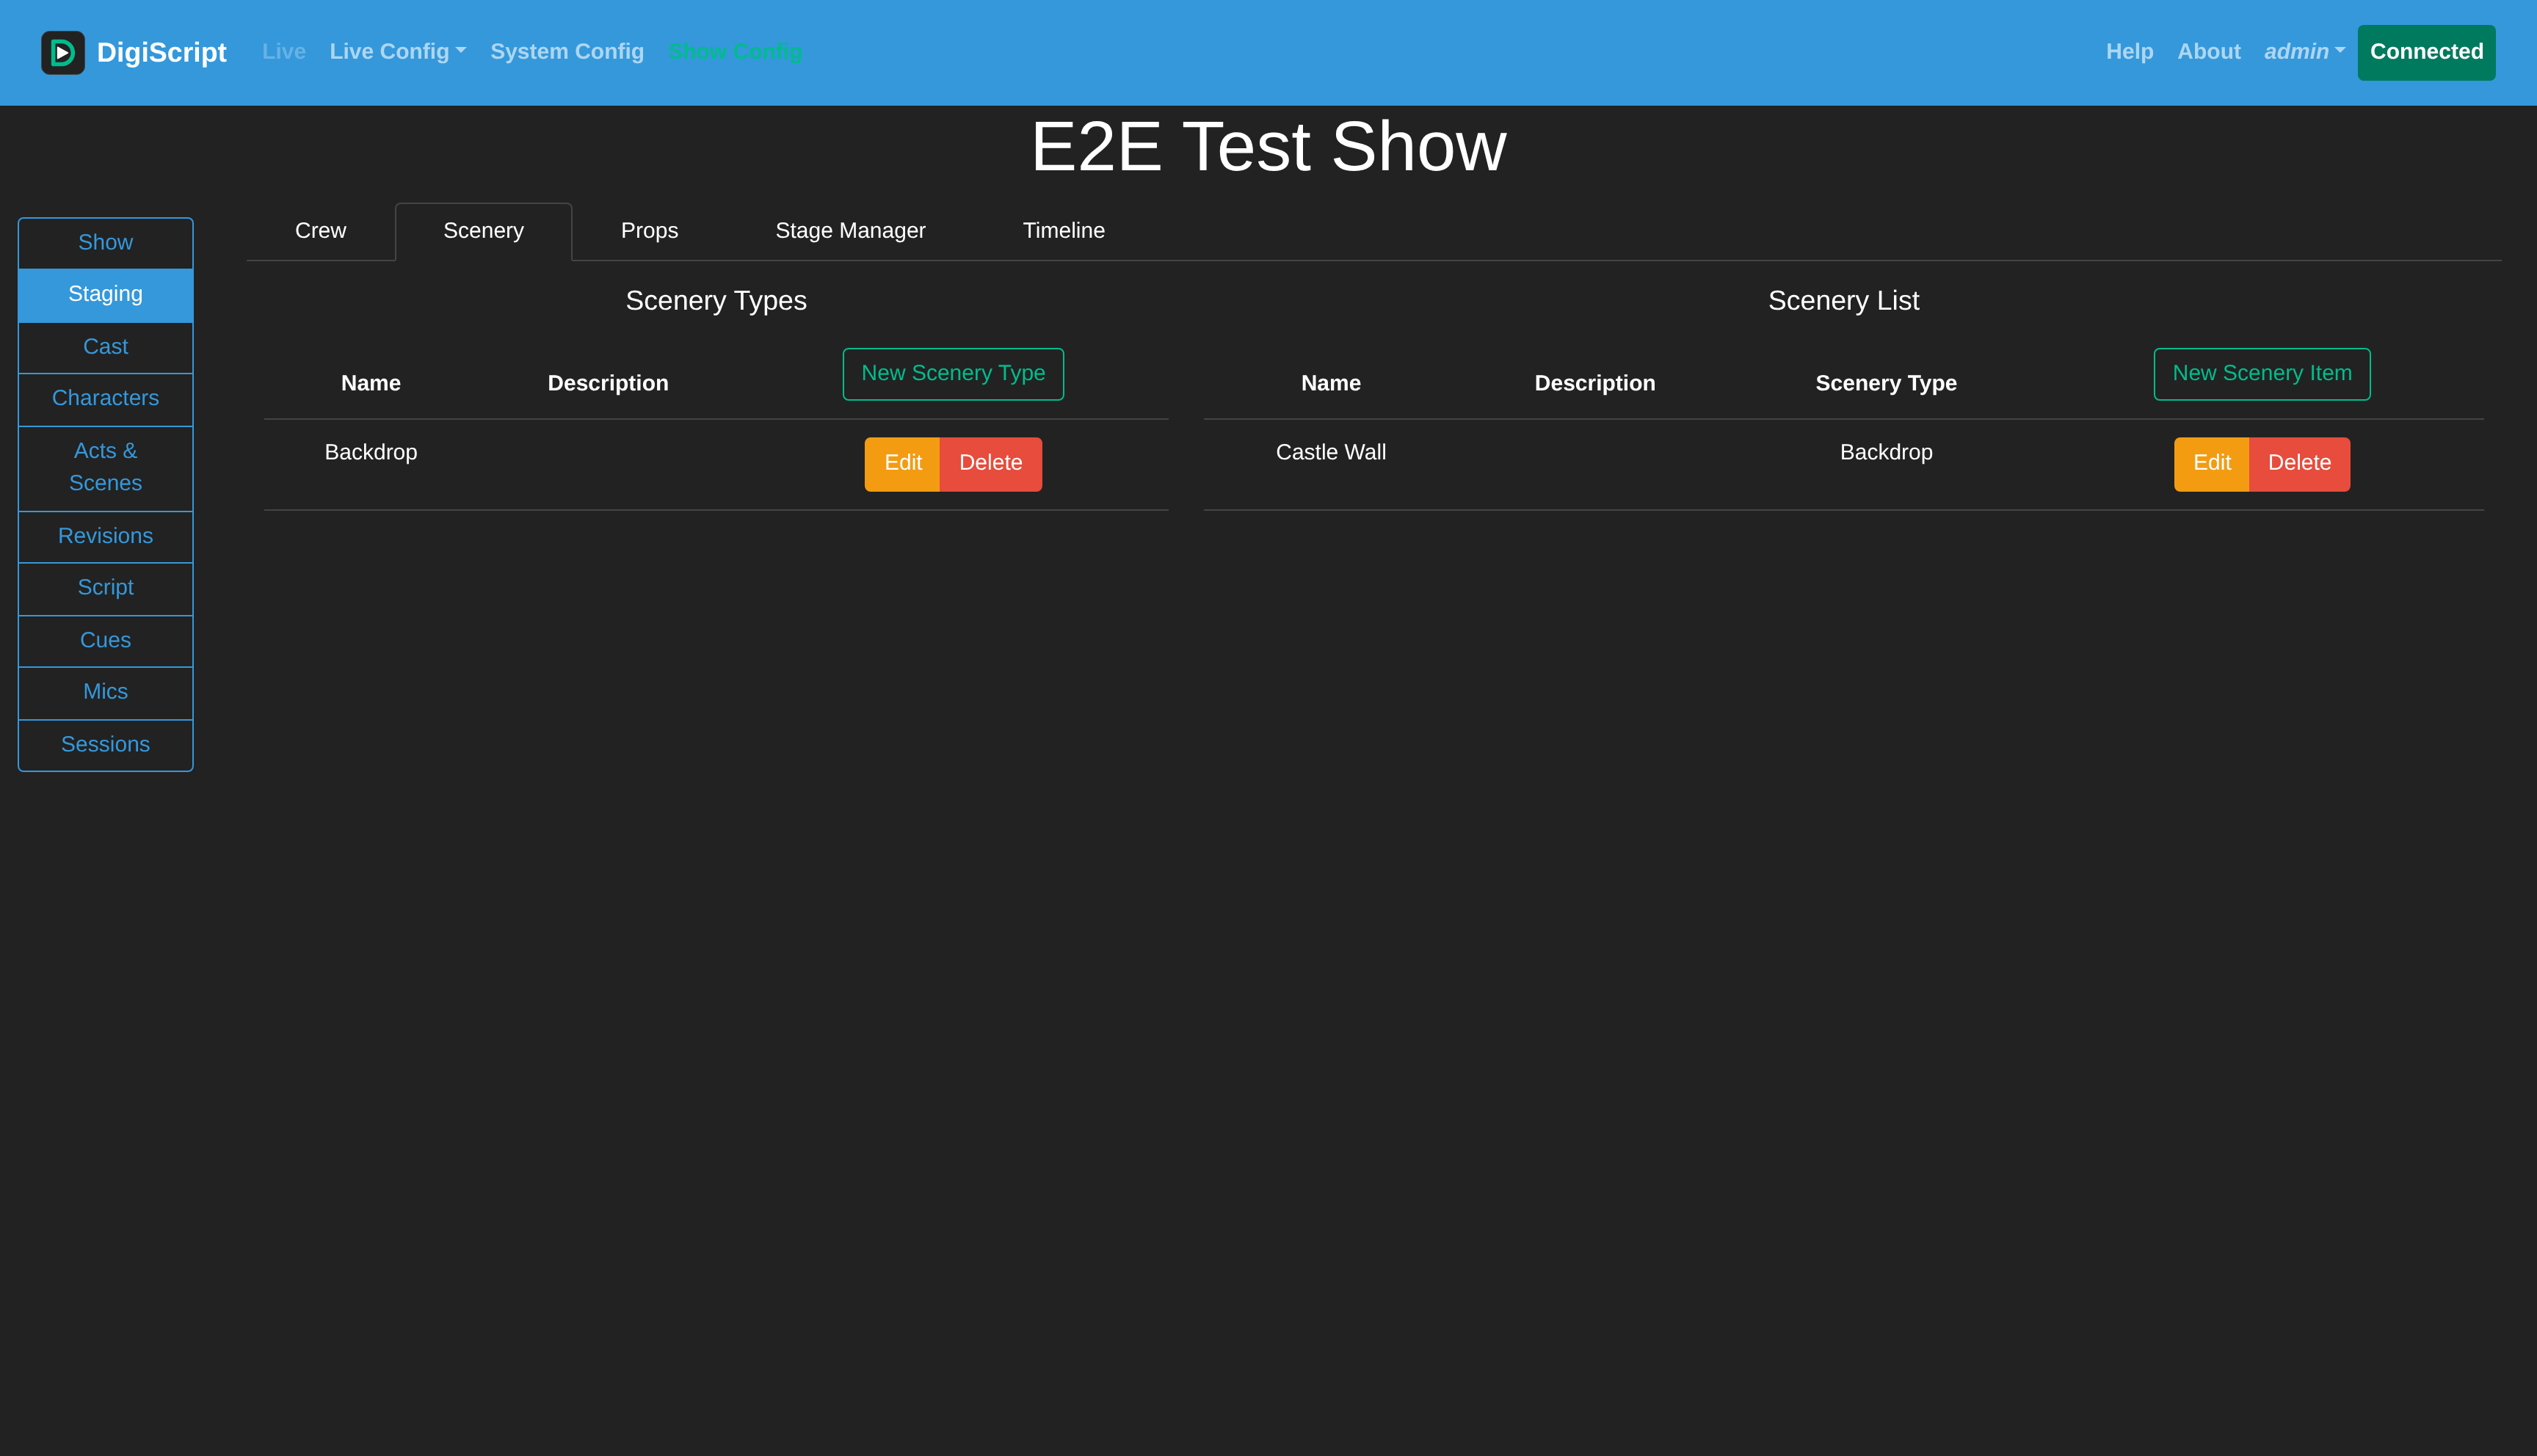 DigiScript Live Live Config System Config Show Config Help About admin Connected
E2E Test Show
Show
Staging
Cast
Characters
Acts &
Scenes
Revisions
Script
Cues
Mics
Sessions
Crew Scenery Props Stage Manager Timeline
Scenery Types
Name Description New Scenery Type
Backdrop Edit Delete
Scenery List
Name Description Scenery Type New Scenery Item
Castle Wall Backdrop Edit Delete